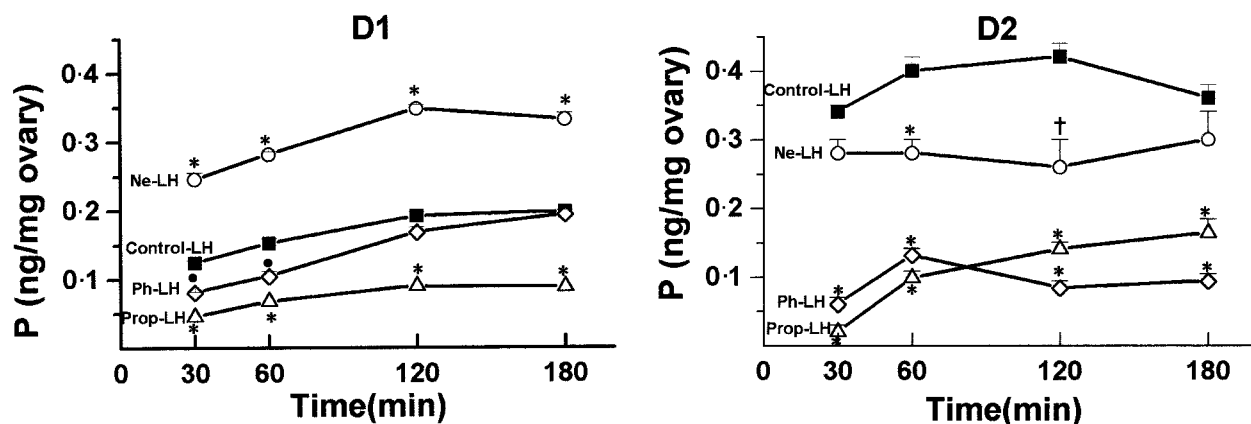 D1
P (ng/mg ovary)
0·4
0·3
0·2
0·1
Ne-LH
*
*
*
*
Control-LH
Ph-LH
•
•
Prop-LH
*
*
*
*
0
30
60
120
180
Time(min)
D2
P (ng/mg ovary)
0·4
0·3
0·2
0·1
Control-LH
Ne-LH
*
†
Ph-LH
*
*
*
*
Prop-LH
*
*
*
*
0
30
60
120
180
Time(min)